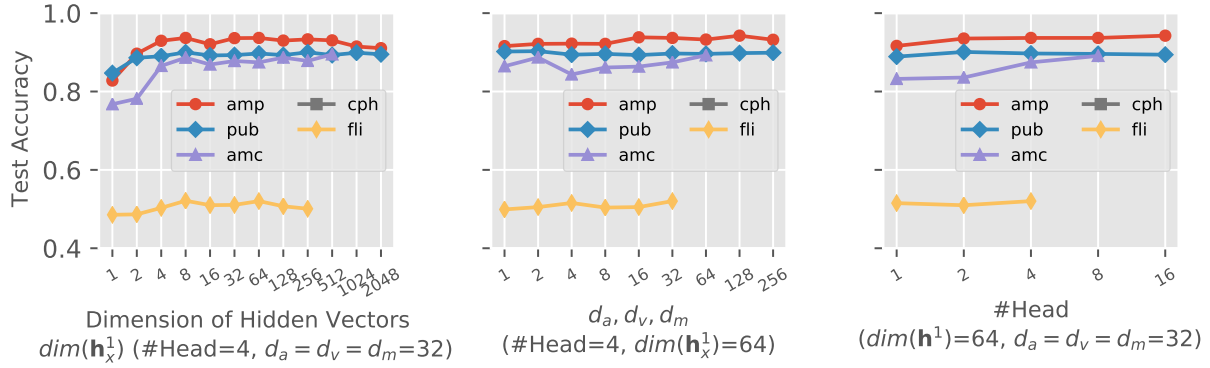 Test Accuracy
1.0
0.8
0.6
0.4
amp
pub
amc
cph
fli
1 2 4 8 16 32 64 128 256 512 1024 2048
Dimension of Hidden Vectors
dim(h¹ₓ) (#Head=4, dₐ = dᵥ = dₘ=32)
amp
pub
amc
cph
fli
1 2 4 8 16 32 64 128 256
dₐ, dᵥ, dₘ
(#Head=4, dim(h¹ₓ)=64)
amp
pub
amc
cph
fli
1 2 4 8 16
#Head
(dim(h¹)=64, dₐ = dᵥ = dₘ=32)